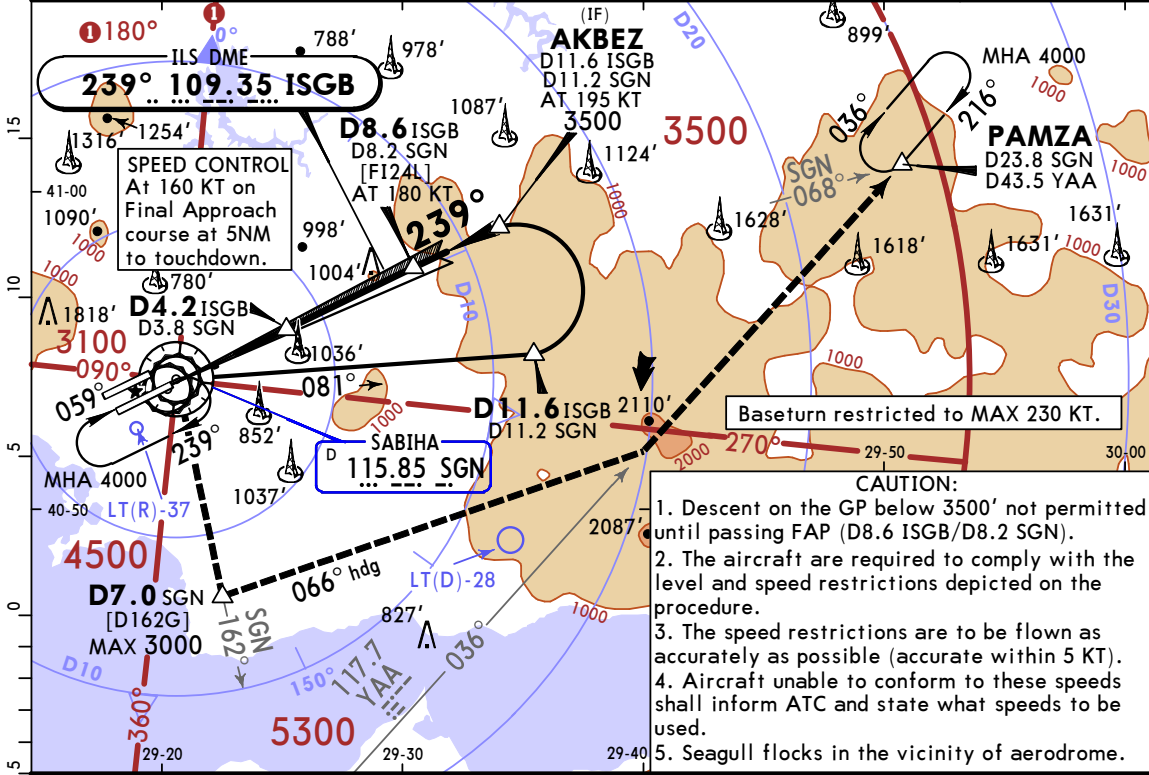 1 180°
1
0°
788'
978'
(IF)
AKBEZ
D11.6 ISGB
D11.2 SGN
AT 195 KT
3500
D20
899'
MHA 4000
ILS DME
239° 109.35 ISGB
1316'
1254'
15
1087'
1124'
3500
036°
216°
PAMZA
D23.8 SGN
D43.5 YAA
1000
1000
D8.6 ISGB
D8.2 SGN
[FI24L]
AT 180 KT
SPEED CONTROL
At 160 KT on
Final Approach
course at 5NM
to touchdown.
41-00
1090'
1000
998'
1004'
239°
1000
1000
SGN
068°
1628'
1618'
1631'
1631'
1000
780'
10
1818'
1000
D4.2 ISGB
D3.8 SGN
D10
D30
3100
090°
1036'
081°
1000
059°
239°
852'
D11.6 ISGB
D11.2 SGN
2110'
1000
Baseturn restricted to MAX 230 KT.
270°
2000
29-50
30-00
5
SABIHA
D 115.85 SGN
MHA 4000
1037'
LT(R)-37
40-50
4500
2087'
LT(D)-28
066° hdg
0
D7.0 SGN
[D162G]
MAX 3000
SGN
162°
827'
1000
036°
117.7
YAA
150°
D10
360°
5300
5
29-20
29-30
29-40
CAUTION:
1. Descent on the GP below 3500' not permitted
until passing FAP (D8.6 ISGB/D8.2 SGN).
2. The aircraft are required to comply with the
level and speed restrictions depicted on the
procedure.
3. The speed restrictions are to be flown as
accurately as possible (accurate within 5 KT).
4. Aircraft unable to conform to these speeds
shall inform ATC and state what speeds to be
used.
5. Seagull flocks in the vicinity of aerodrome.